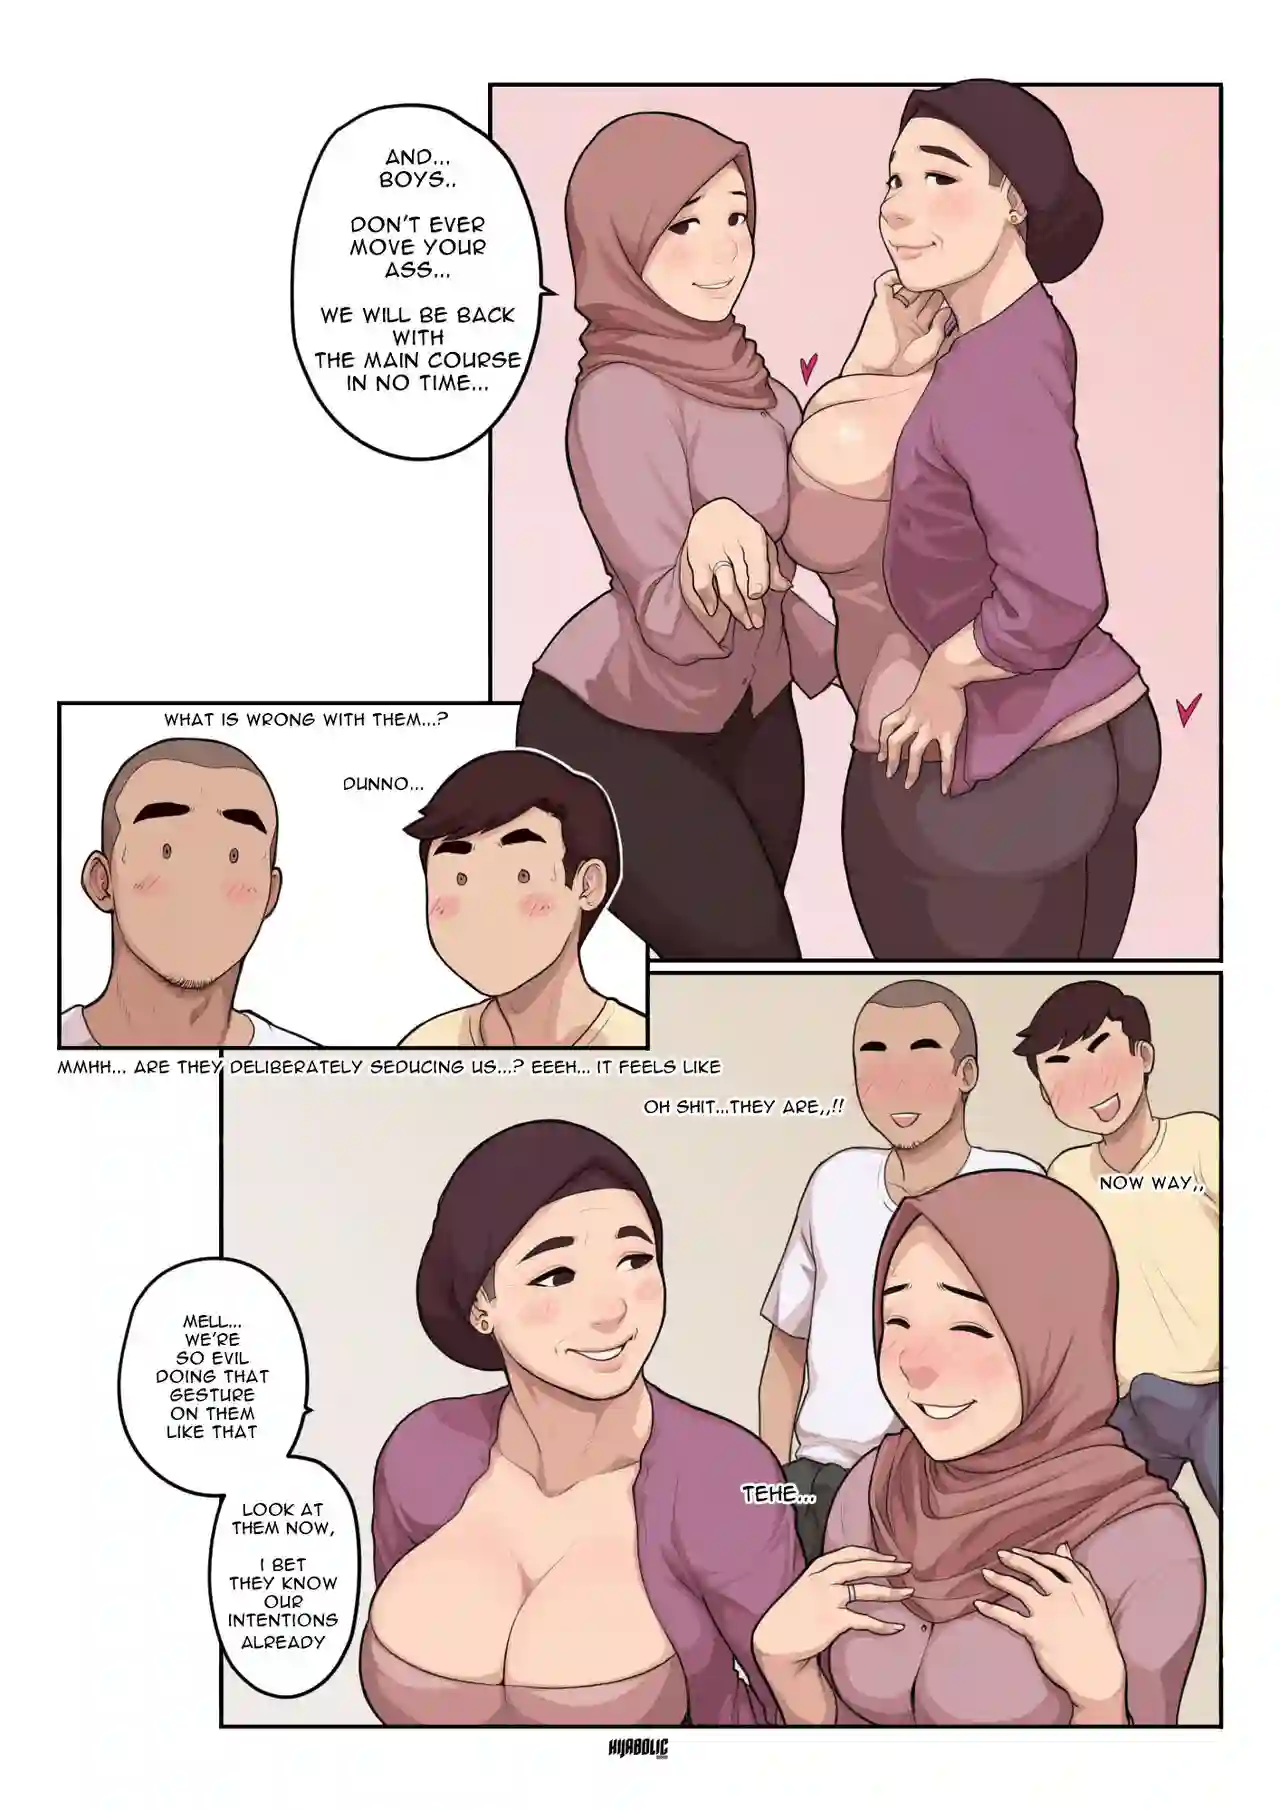 AND...
BOYS..
DON'T EVER
MOVE YOUR
ASS...
WE WILL BE BACK
WITH
THE MAIN COURSE
IN NO TIME...
WHAT IS WRONG WITH THEM...?
DUNNO...
MMHH... ARE THEY DELIBERATELY SEDUCING US...? EEEH... IT FEELS LIKE
OH SHIT...THEY ARE,,!!
NOW WAY,,
MELL...
WE'RE
SO EVIL
DOING THAT
GESTURE
ON THEM
LIKE THAT
LOOK AT
THEM NOW,
I BET
THEY KNOW
OUR
INTENTIONS
ALREADY
TEHE...
HIJABOLIC